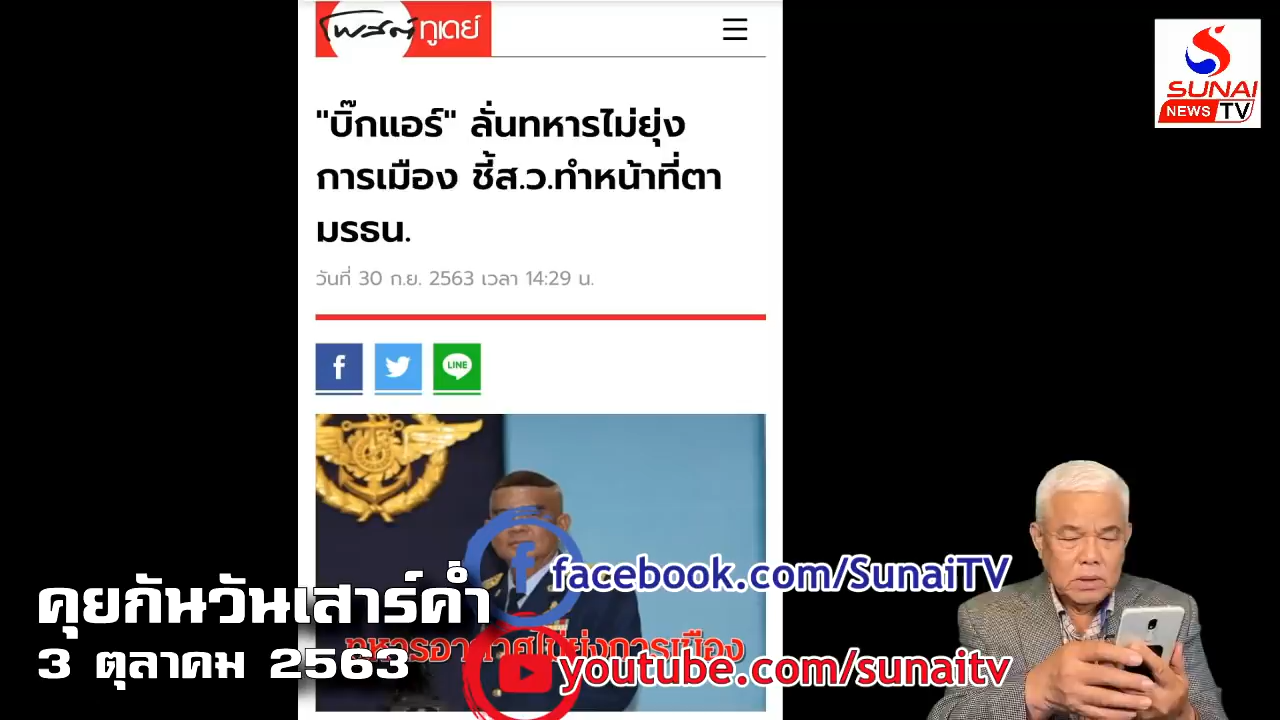 โพสต์ทูเดย์
SUNAI
NEWS TV
"บิ๊กแอร์" ลั่นทหารไม่ยุ่ง
การเมือง ชี้ส.ว.ทำหน้าที่ตา
มรธน.
วันที่ 30 ก.ย. 2563 เวลา 14:29 น.
f
LINE
facebook.com/SunaiTV
คุยกันวันเสาร์ค่ำ
ทหารอากาศไม่ยุ่งการเมือง
3 ตุลาคม 2563
youtube.com/sunaitv